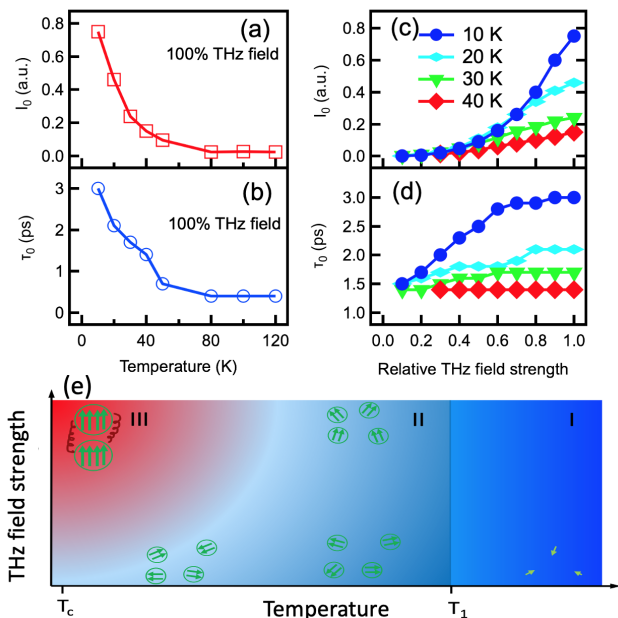 (a)
100% THz field
I₀ (a.u.)
0.8
0.6
0.4
0.2
0.0
(b)
100% THz field
τ₀ (ps)
3
2
1
0
0
40
80
120
Temperature (K)
(c)
10 K
20 K
30 K
40 K
I₀ (a.u.)
0.8
0.6
0.4
0.2
0.0
(d)
τ₀ (ps)
3.0
2.5
2.0
1.5
1.0
0.0
0.2
0.4
0.6
0.8
1.0
Relative THz field strength
(e)
THz field strength
III
II
I
T꜀
Temperature
T₁